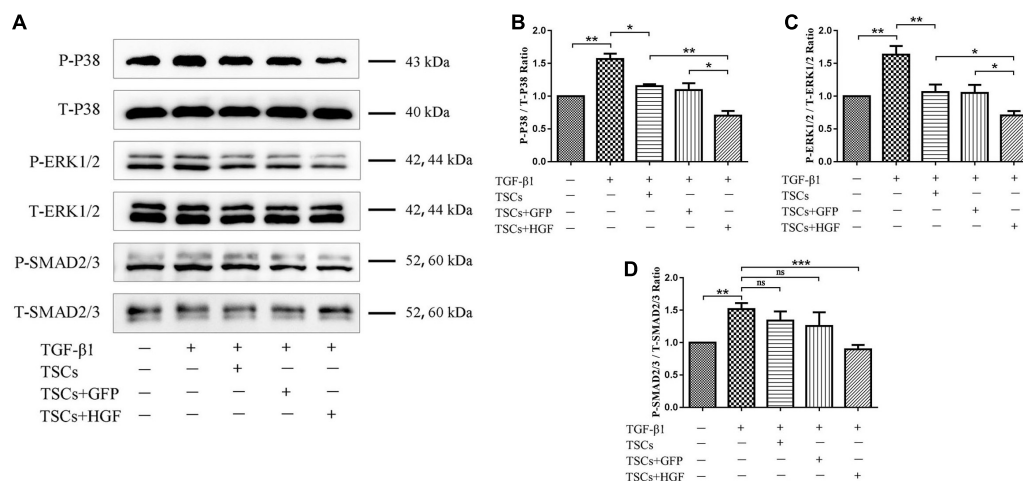 A
P-P38
43 kDa
T-P38
40 kDa
P-ERK1/2
42, 44 kDa
T-ERK1/2
42, 44 kDa
P-SMAD2/3
52, 60 kDa
T-SMAD2/3
52, 60 kDa
TGF-β1 – + + + +
TSCs – – + – –
TSCs+GFP – – – + –
TSCs+HGF – – – – +
B
P-P38 / T-P38 Ratio
2.0
1.5
1.0
0.5
0.0
** * ** *
TGF-β1 – + + + +
TSCs – – + – –
TSCs+GFP – – – + –
TSCs+HGF – – – – +
C
P-ERK1/2 / T-ERK1/2 Ratio
2.0
1.5
1.0
0.5
0.0
** ** * *
TGF-β1 – + + + +
TSCs – – + – –
TSCs+GFP – – – + –
TSCs+HGF – – – – +
D
P-SMAD2/3 / T-SMAD2/3 Ratio
2.0
1.5
1.0
0.5
0.0
** ns ns ***
TGF-β1 – + + + +
TSCs – – + – –
TSCs+GFP – – – + –
TSCs+HGF – – – – +